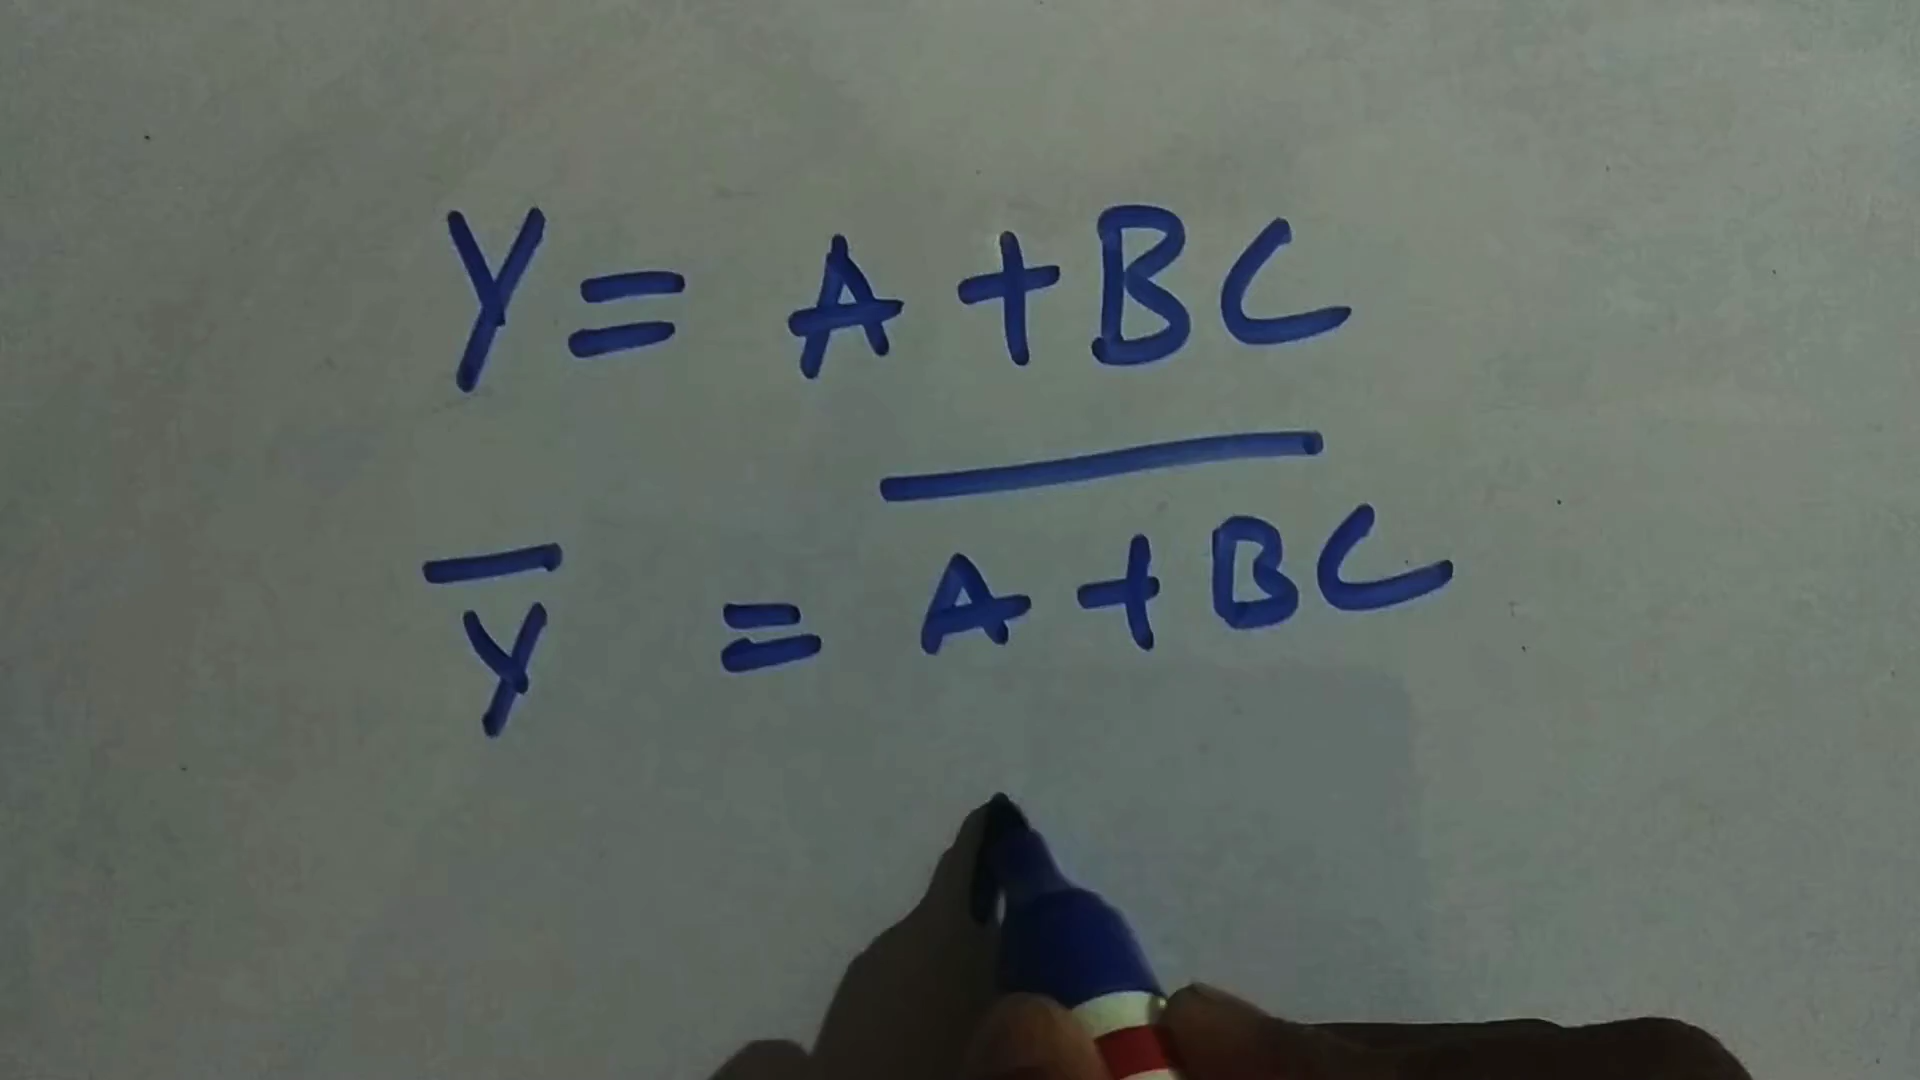 Y = A + BC
Y̅ = A̅ ̅+̅ ̅B̅C̅